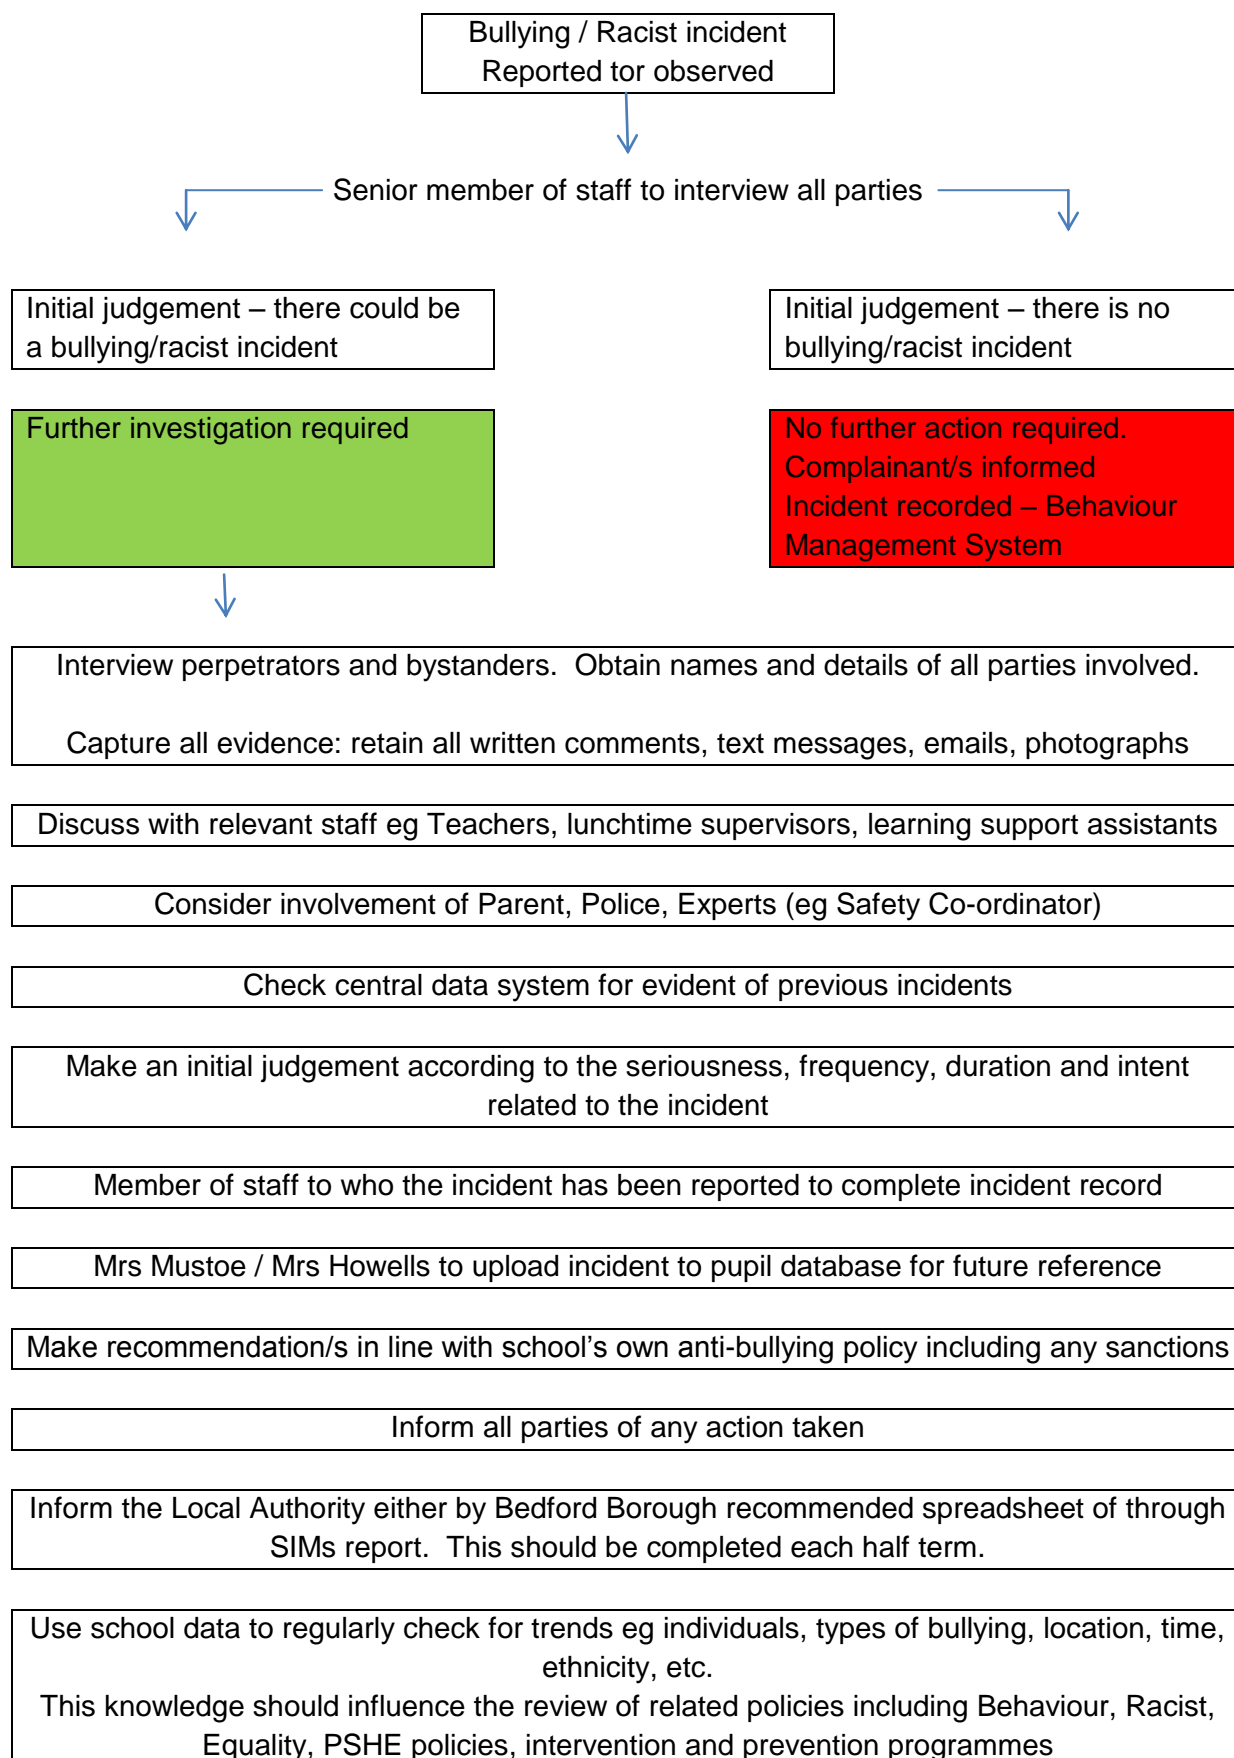 Bullying / Racist incident
Reported tor observed
Senior member of staff to interview all parties
Initial judgement – there could be
a bullying/racist incident
Initial judgement – there is no
bullying/racist incident
Further investigation required
No further action required.
Complainant/s informed
Incident recorded – Behaviour
Management System
Interview perpetrators and bystanders.  Obtain names and details of all parties involved.
Capture all evidence: retain all written comments, text messages, emails, photographs
Discuss with relevant staff eg Teachers, lunchtime supervisors, learning support assistants
Consider involvement of Parent, Police, Experts (eg Safety Co-ordinator)
Check central data system for evident of previous incidents
Make an initial judgement according to the seriousness, frequency, duration and intent
related to the incident
Member of staff to who the incident has been reported to complete incident record
Mrs Mustoe / Mrs Howells to upload incident to pupil database for future reference
Make recommendation/s in line with school’s own anti-bullying policy including any sanctions
Inform all parties of any action taken
Inform the Local Authority either by Bedford Borough recommended spreadsheet of through
SIMs report.  This should be completed each half term.
Use school data to regularly check for trends eg individuals, types of bullying, location, time,
ethnicity, etc.
This knowledge should influence the review of related policies including Behaviour, Racist,
Equality, PSHE policies, intervention and prevention programmes